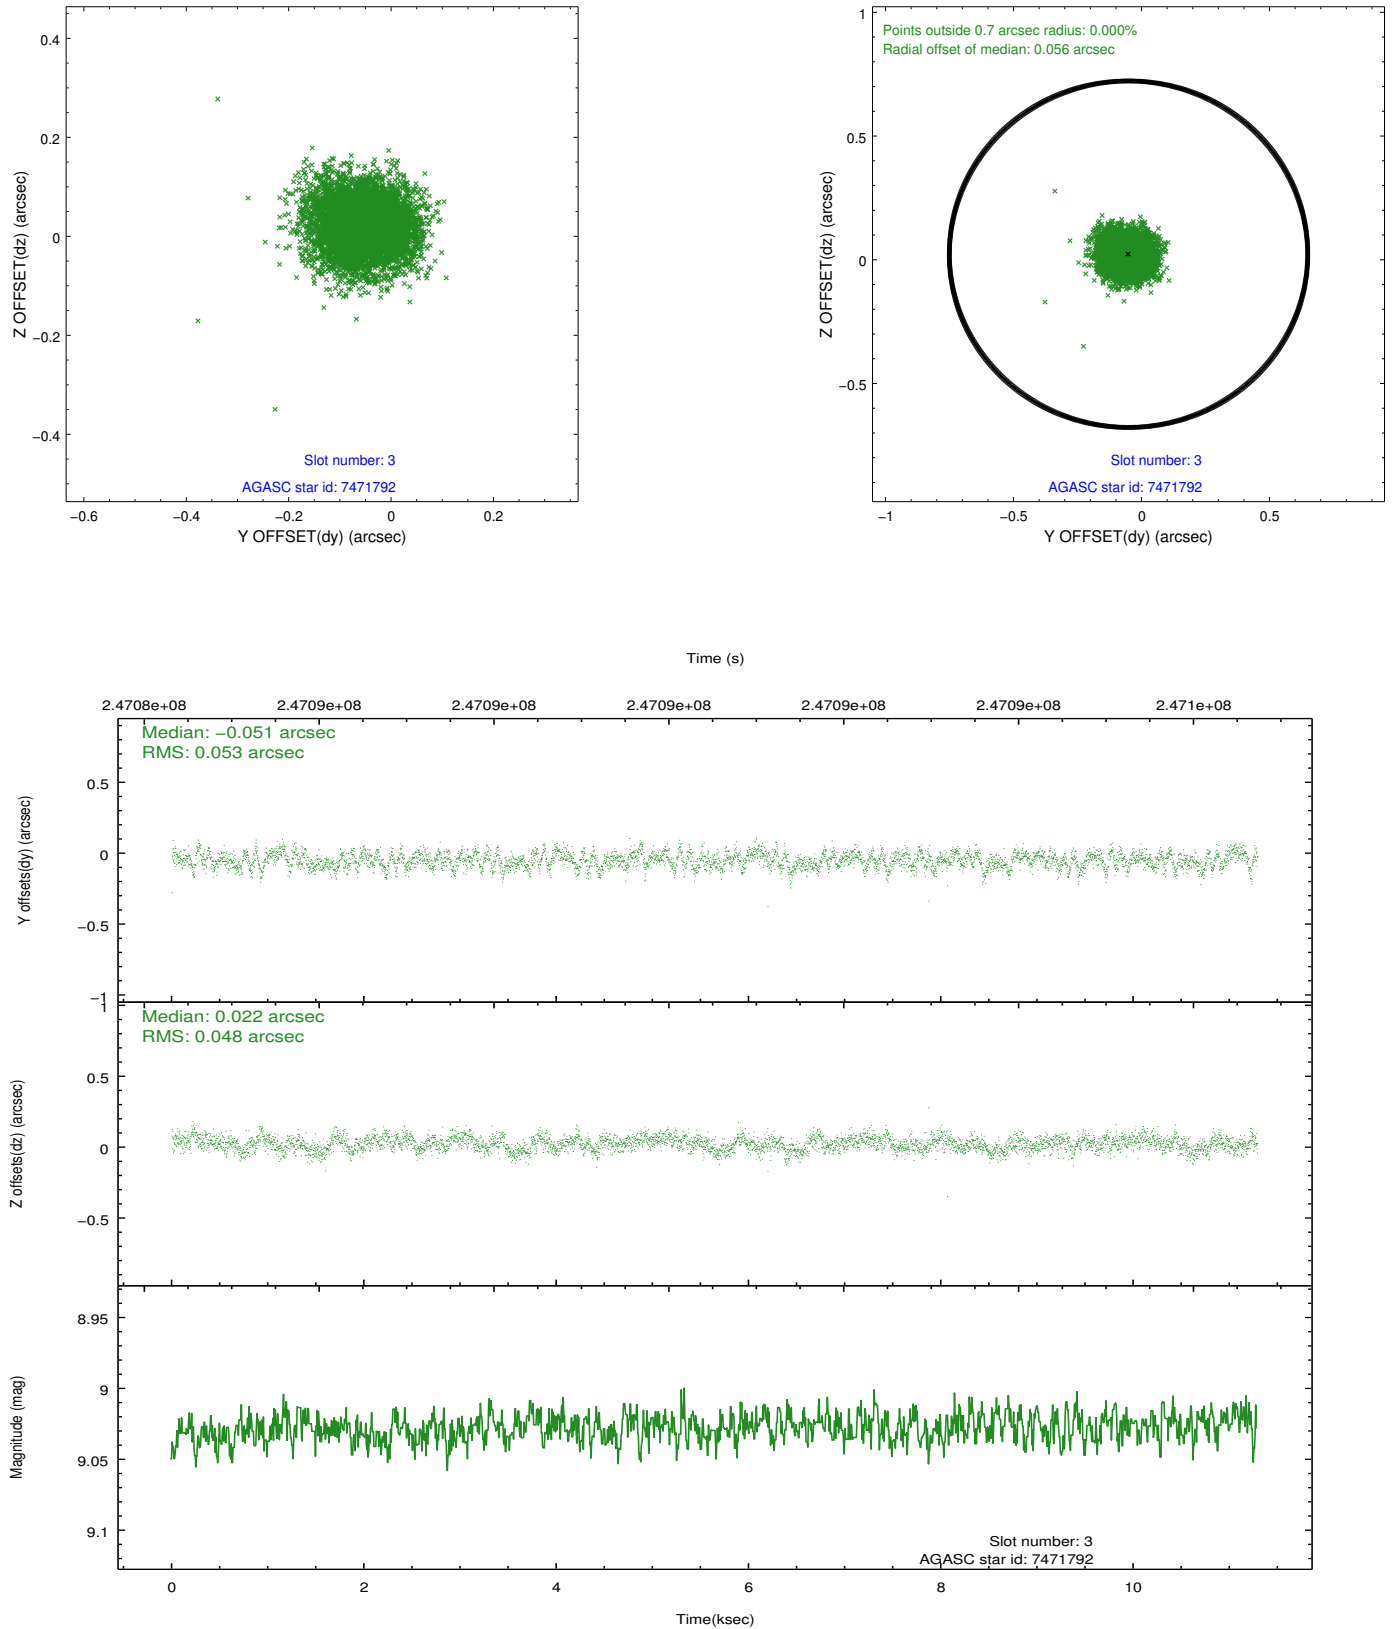 0.4
0.2
0
−0.2
−0.4
Z OFFSET(dz) (arcsec)
Slot number: 3
AGASC star id: 7471792
−0.6
−0.4
−0.2
0
0.2
Y OFFSET(dy) (arcsec)
Points outside 0.7 arcsec radius: 0.000%
Radial offset of median: 0.056 arcsec
1
0.5
0
−0.5
Z OFFSET(dz) (arcsec)
Slot number: 3
AGASC star id: 7471792
−1
−0.5
0
0.5
Y OFFSET(dy) (arcsec)
Time (s)
2.4708e+08
2.4709e+08
2.4709e+08
2.4709e+08
2.4709e+08
2.4709e+08
2.471e+08
Median: −0.051 arcsec
RMS: 0.053 arcsec
0.5
0
−0.5
−1
Y offsets(dy) (arcsec)
Median: 0.022 arcsec
RMS: 0.048 arcsec
1
0.5
0
−0.5
Z offsets(dz) (arcsec)
8.95
9
9.05
9.1
Magnitude (mag)
Slot number: 3
AGASC star id: 7471792
0
2
4
6
8
10
Time(ksec)